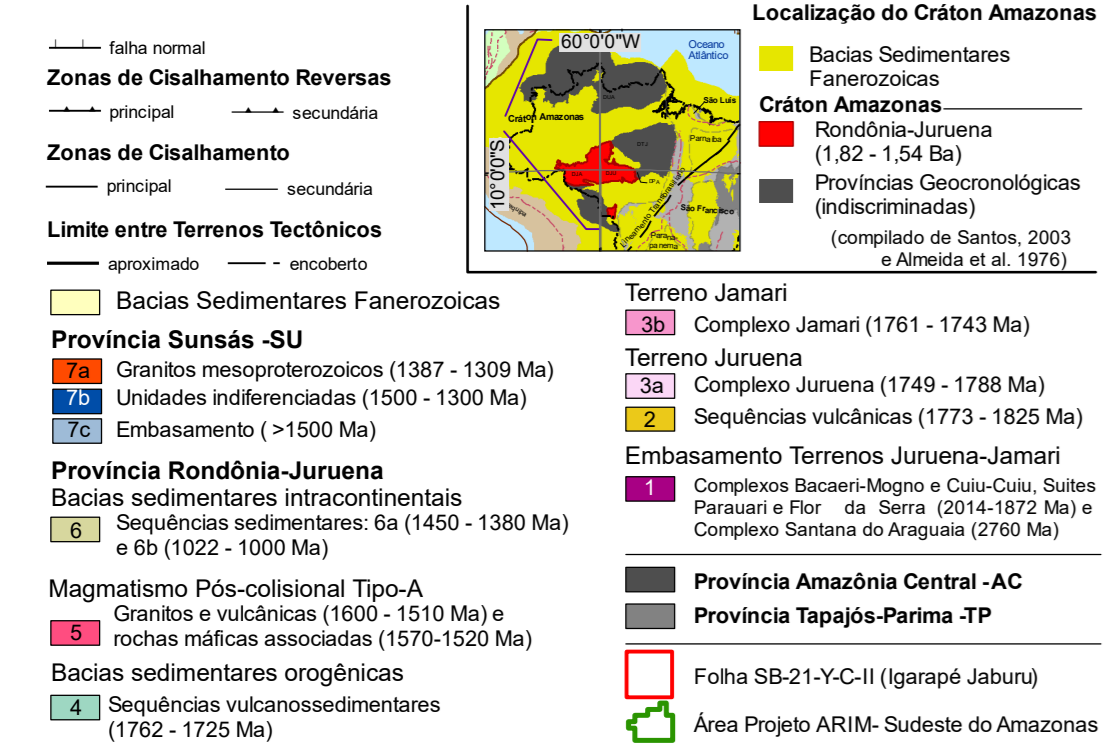 falha normal
Zonas de Cisalhamento Reversas
principal secundária
Zonas de Cisalhamento
principal secundária
Limite entre Terrenos Tectônicos
aproximado encoberto
Bacias Sedimentares Fanerozoicas
Província Sunsás -SU
7a Granitos mesoproterozoicos (1387 - 1309 Ma)
7b Unidades indiferenciadas (1500 - 1300 Ma)
7c Embasamento ( >1500 Ma)
Província Rondônia-Juruena
Bacias sedimentares intracontinentais
6 Sequências sedimentares: 6a (1450 - 1380 Ma)
e 6b (1022 - 1000 Ma)
Magmatismo Pós-colisional Tipo-A
5 Granitos e vulcânicas (1600 - 1510 Ma) e
rochas máficas associadas (1570-1520 Ma)
Bacias sedimentares orogênicas
4 Sequências vulcanossedimentares
(1762 - 1725 Ma)
Localização do Cráton Amazonas
60°0'0"W
10°0'0"S
Oceano
Atlântico
São Luis
Cráton Amazonas
Parnaíba
São Francisco
Lineamento Transbrasiliano
Parana-
panema
Bacias Sedimentares
Fanerozoicas
Cráton Amazonas
Rondônia-Juruena
(1,82 - 1,54 Ba)
Províncias Geocronológicas
(indiscriminadas)
(compilado de Santos, 2003
e Almeida et al. 1976)
Terreno Jamari
3b Complexo Jamari (1761 - 1743 Ma)
Terreno Juruena
3a Complexo Juruena (1749 - 1788 Ma)
2 Sequências vulcânicas (1773 - 1825 Ma)
Embasamento Terrenos Juruena-Jamari
1 Complexos Bacaeri-Mogno e Cuiu-Cuiu, Suites
Parauari e Flor da Serra (2014-1872 Ma) e
Complexo Santana do Araguaia (2760 Ma)
Província Amazônia Central -AC
Província Tapajós-Parima -TP
Folha SB-21-Y-C-II (Igarapé Jaburu)
Área Projeto ARIM- Sudeste do Amazonas